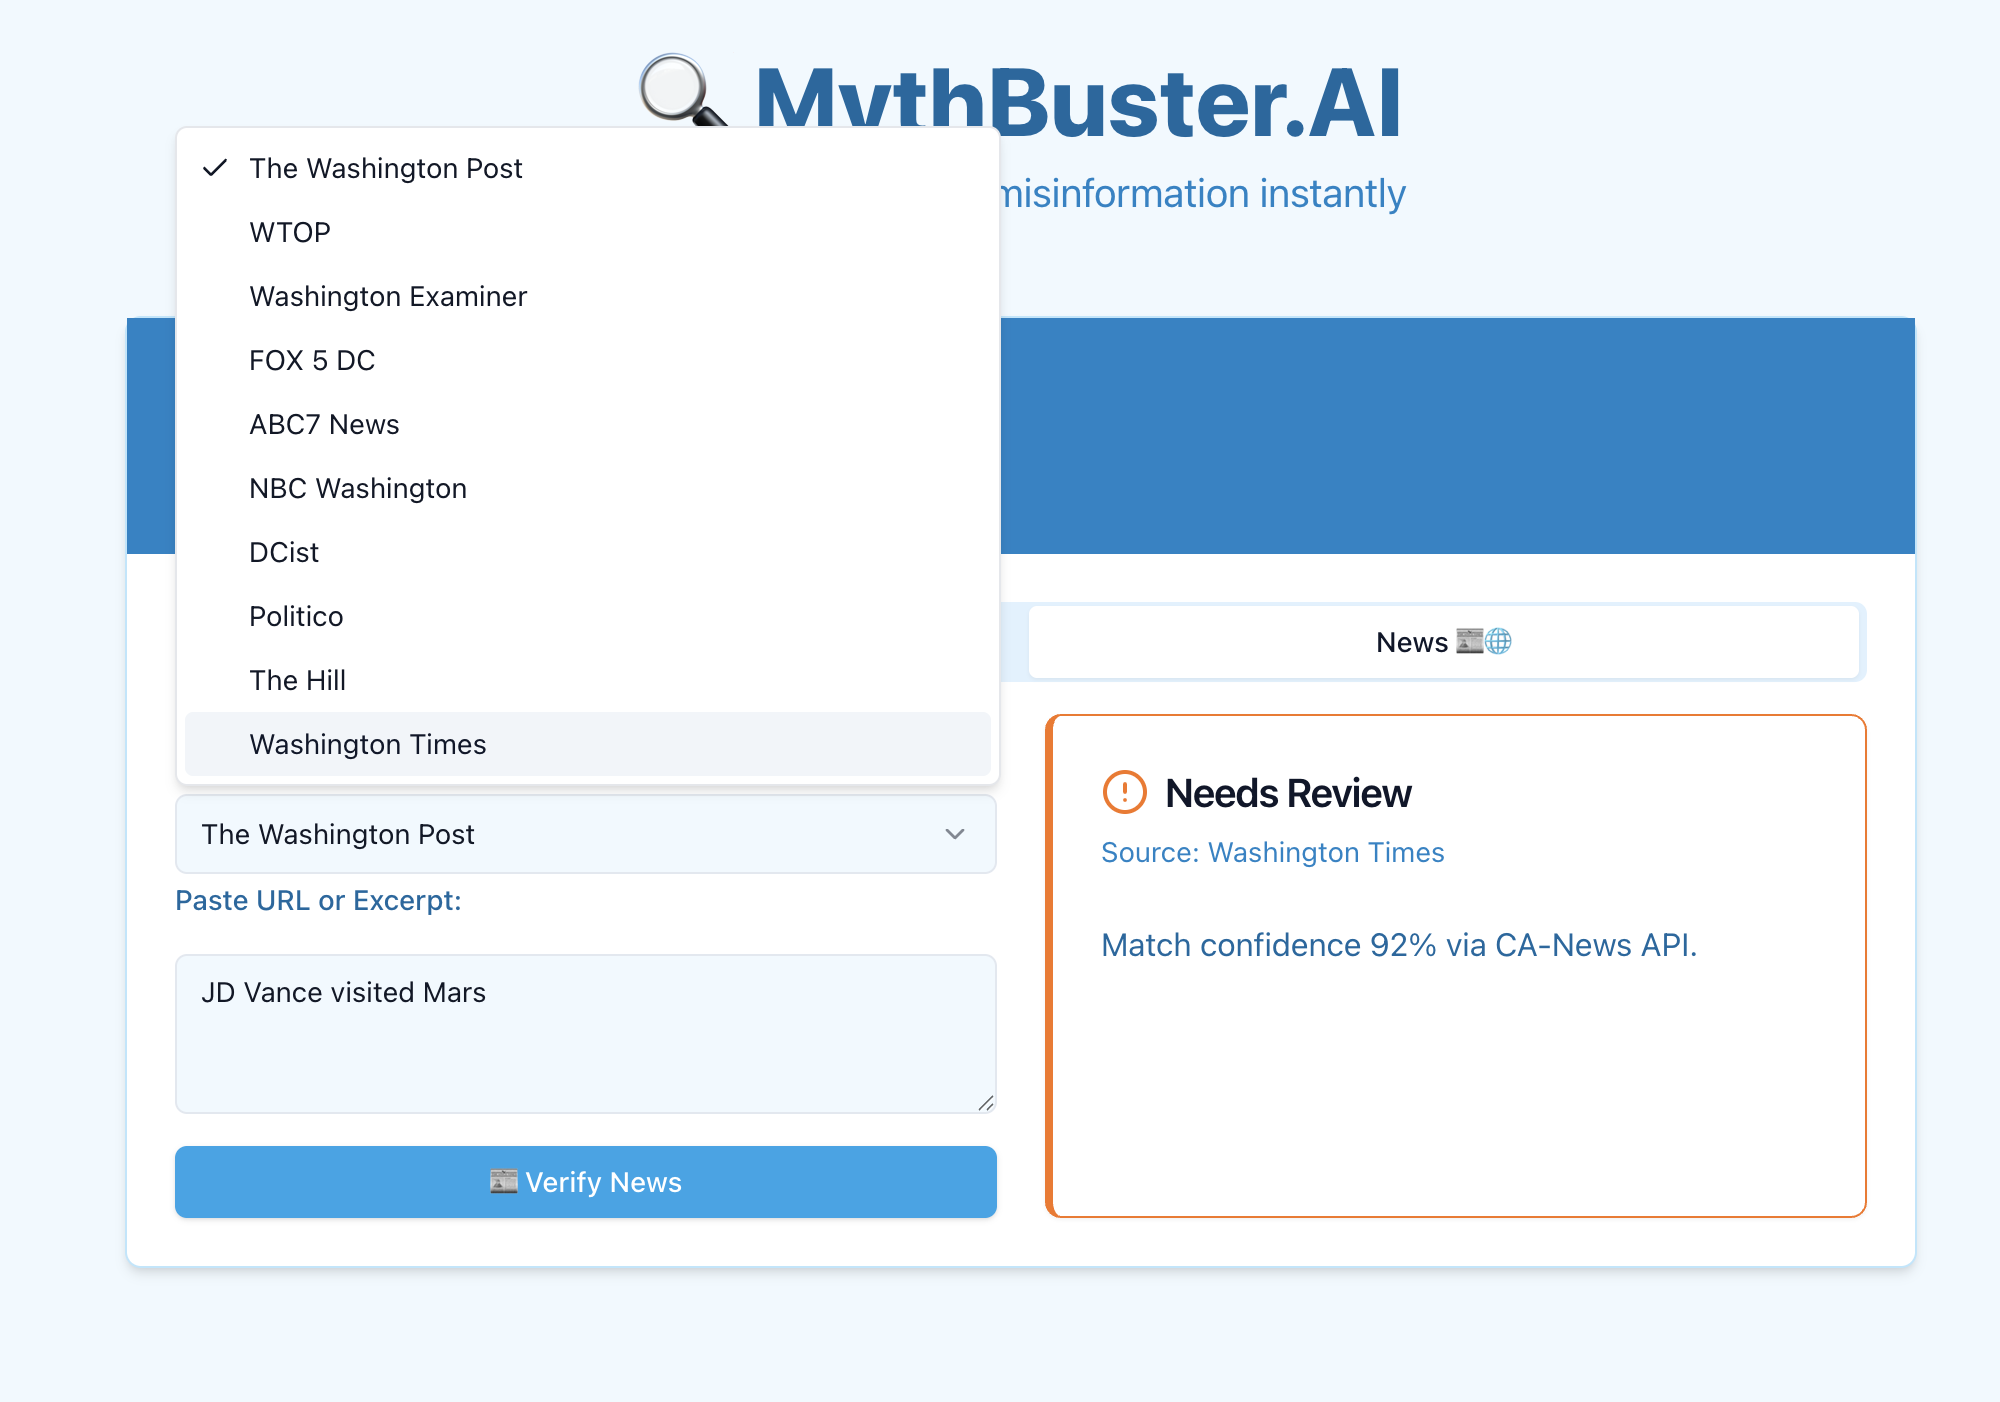 MythBuster.AI
misinformation instantly
The Washington Post
WTOP
Washington Examiner
FOX 5 DC
ABC7 News
NBC Washington
DCist
Politico
The Hill
Washington Times
The Washington Post
Paste URL or Excerpt:
JD Vance visited Mars
Verify News
News
Needs Review
Source: Washington Times
Match confidence 92% via CA-News API.